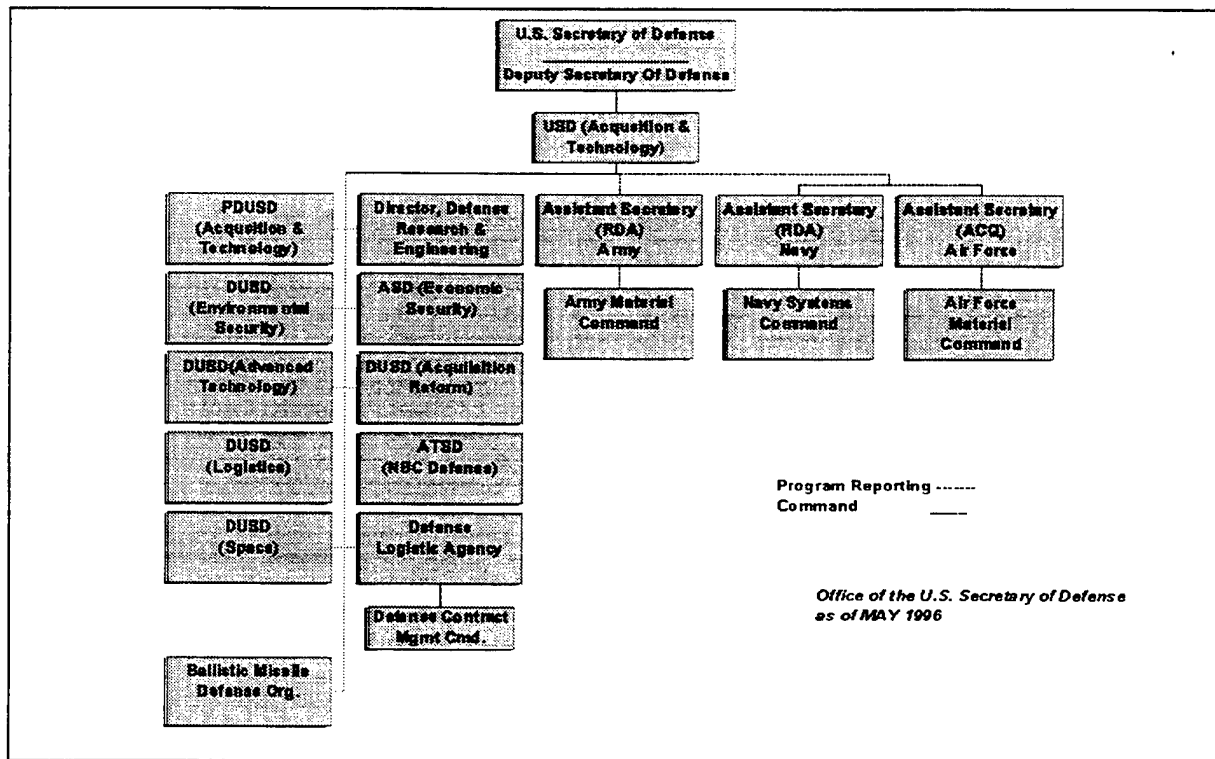 U.S. Secretary of Defense
Deputy Secretary Of Defense
USD (Acqusition &
Technology)
PDUSD
(Acqusition &
Technology)
Director, Defense
Research &
Engineering
Assistant Secretary
(RDA)
Army
Assistant Secretary
(RDA)
Navy
Assistant Secretary
(ACQ)
Air Force
DUSD
(Environmental
Security)
ASD (Economic
Security)
Army Material
Command
Navy Systems
Command
Air Force
Material
Command
DUSD(Advanced
Technology)
DUSD (Acquisition
Reform)
DUSD
(Logistics)
ATSD
(NBC Defense)
Program Reporting -------
Command ____
DUSD
(Space)
Defense
Logistic Agency
Office of the U.S. Secretary of Defense
as of MAY 1996
Defense Contract
Mgmt Cmd.
Ballistic Missile
Defense Org.